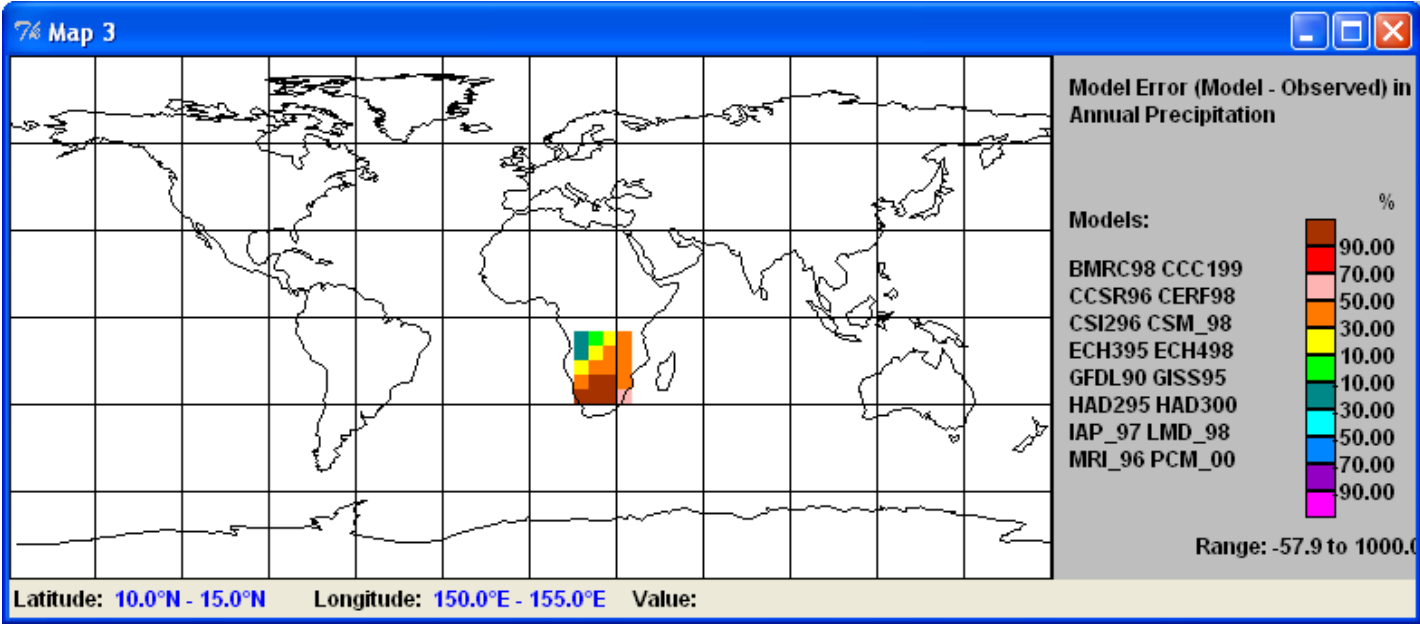 Map 3
Model Error (Model - Observed) in
Annual Precipitation
%
Models:
BMRC98 CCC199
CCSR96 CERF98
CSI296 CSM_98
ECH395 ECH498
GFDL90 GISS95
HAD295 HAD300
IAP_97 LMD_98
MRI_96 PCM_00
90.00
70.00
50.00
30.00
10.00
-10.00
-30.00
-50.00
-70.00
-90.00
Range: -57.9 to 1000.0
Latitude: 10.0°N - 15.0°N Longitude: 150.0°E - 155.0°E Value: